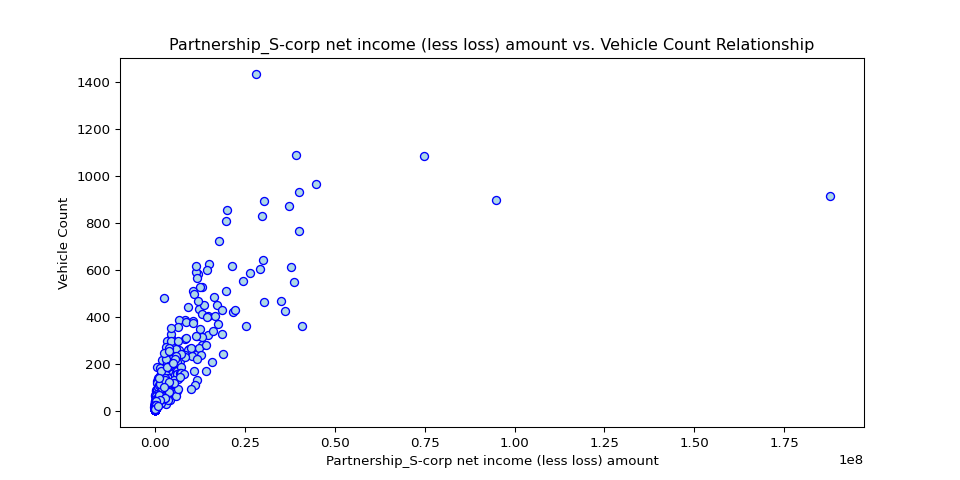 Partnership_S-corp net income (less loss) amount vs. Vehicle Count Relationship
1400
1200
1000
800
600
400
200
0
Vehicle Count
0.00 0.25 0.50 0.75 1.00 1.25 1.50 1.75
Partnership_S-corp net income (less loss) amount
1e8